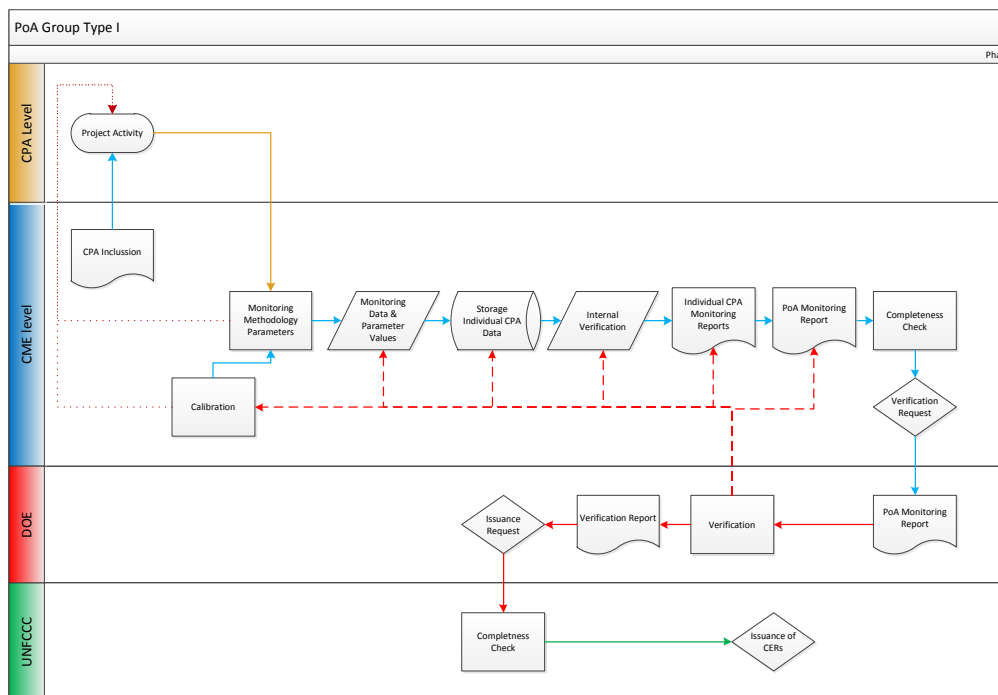 PoA Group Type I
Pha
CPA Level
Project Activity
CME level
CPA Inclussion
Monitoring
Methodology
Parameters
Monitoring
Data &
Parameter
Values
Storage
Individual CPA
Data
Internal
Verification
Individual CPA
Monitoring
Reports
PoA Monitoring
Report
Completeness
Check
Calibration
Verification
Request
DOE
Issuance
Request
Verification Report
Verification
PoA Monitoring
Report
UNFCCC
Completness
Check
Issuance of
CERs